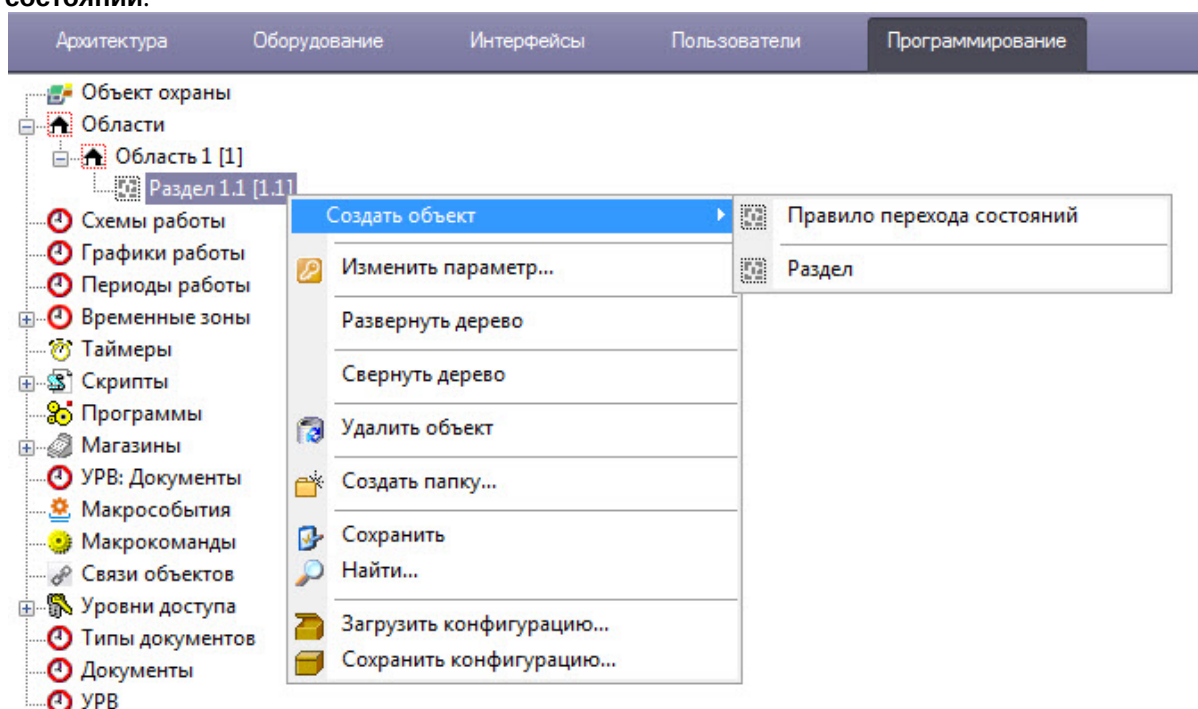 состояний.
Архитектура Оборудование Интерфейсы Пользователи Программирование
Объект охраны
Области
Область 1 [1]
Раздел 1.1 [1.1]
Схемы работы
Графики работы
Периоды работы
Временные зоны
Таймеры
Скрипты
Программы
Магазины
УРВ: Документы
Макрособытия
Макрокоманды
Связи объектов
Уровни доступа
Типы документов
Документы
УРВ
Создать объект
Изменить параметр...
Развернуть дерево
Свернуть дерево
Удалить объект
Создать папку...
Сохранить
Найти...
Загрузить конфигурацию...
Сохранить конфигурацию...
Правило перехода состояний
Раздел